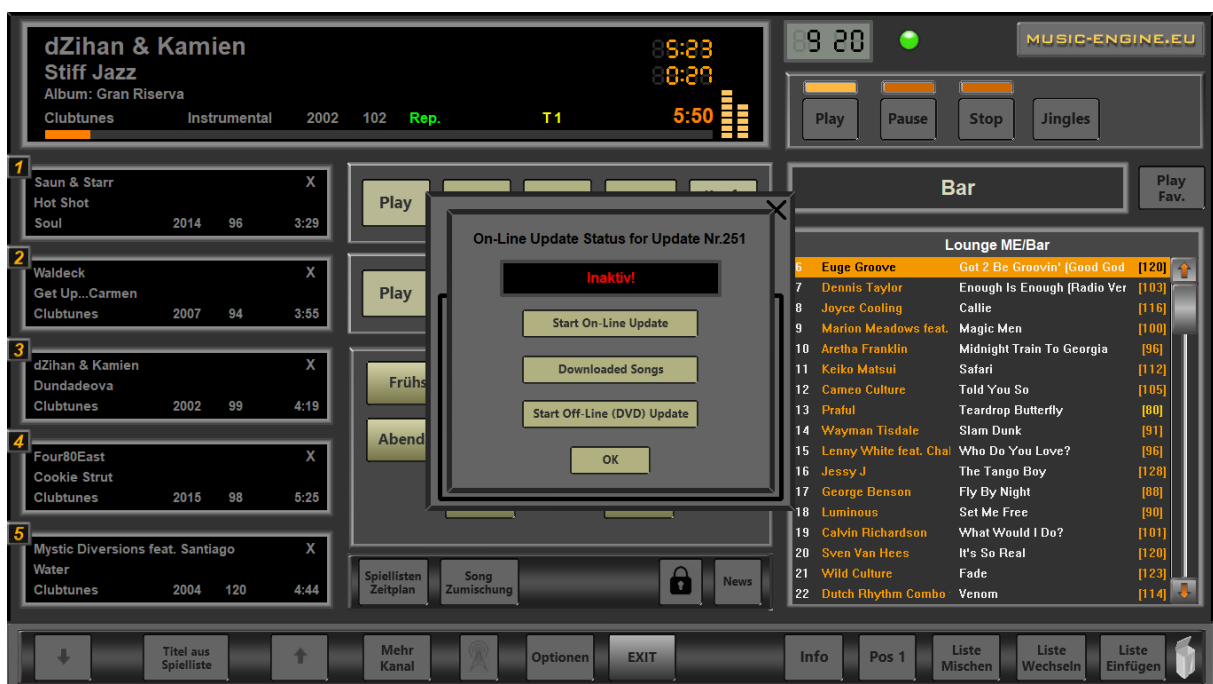 dZihan & Kamien
Stiff Jazz
Album: Gran Riserva
Clubtunes Instrumental 2002 102 Rep. T1 5:50
5:23
0:27
9 20
MUSIC-ENGINE.EU
Play Pause Stop Jingles
1
Saun & Starr X
Hot Shot
Soul 2014 96 3:29
2
Waldeck X
Get Up...Carmen
Clubtunes 2007 94 3:55
3
dZihan & Kamien X
Dundadeova
Clubtunes 2002 99 4:19
4
Four80East X
Cookie Strut
Clubtunes 2015 98 5:25
5
Mystic Diversions feat. Santiago X
Water
Clubtunes 2004 120 4:44
Play
Play
Frühs
Abend
On-Line Update Status for Update Nr.251
Inaktiv!
Start On-Line Update
Downloaded Songs
Start Off-Line (DVD) Update
OK
Spiellisten
Zeitplan
Song
Zumischung
News
Bar
Play
Fav.
Lounge ME/Bar
6 Euge Groove Got 2 Be Groovin' (Good God [120]
7 Dennis Taylor Enough Is Enough (Radio Ver [103]
8 Joyce Cooling Callie [116]
9 Marion Meadows feat. Magic Men [100]
10 Aretha Franklin Midnight Train To Georgia [96]
11 Keiko Matsui Safari [112]
12 Cameo Culture Told You So [105]
13 Praful Teardrop Butterfly [80]
14 Wayman Tisdale Slam Dunk [91]
15 Lenny White feat. Chal Who Do You Love? [96]
16 Jessy J The Tango Boy [128]
17 George Benson Fly By Night [88]
18 Luminous Set Me Free [90]
19 Calvin Richardson What Would I Do? [101]
20 Sven Van Hees It's So Real [120]
21 Wild Culture Fade [123]
22 Dutch Rhythm Combo Venom [114]
Titel aus
Spielliste
Mehr
Kanal
Optionen
EXIT
Info
Pos 1
Liste
Mischen
Liste
Wechseln
Liste
Einfügen